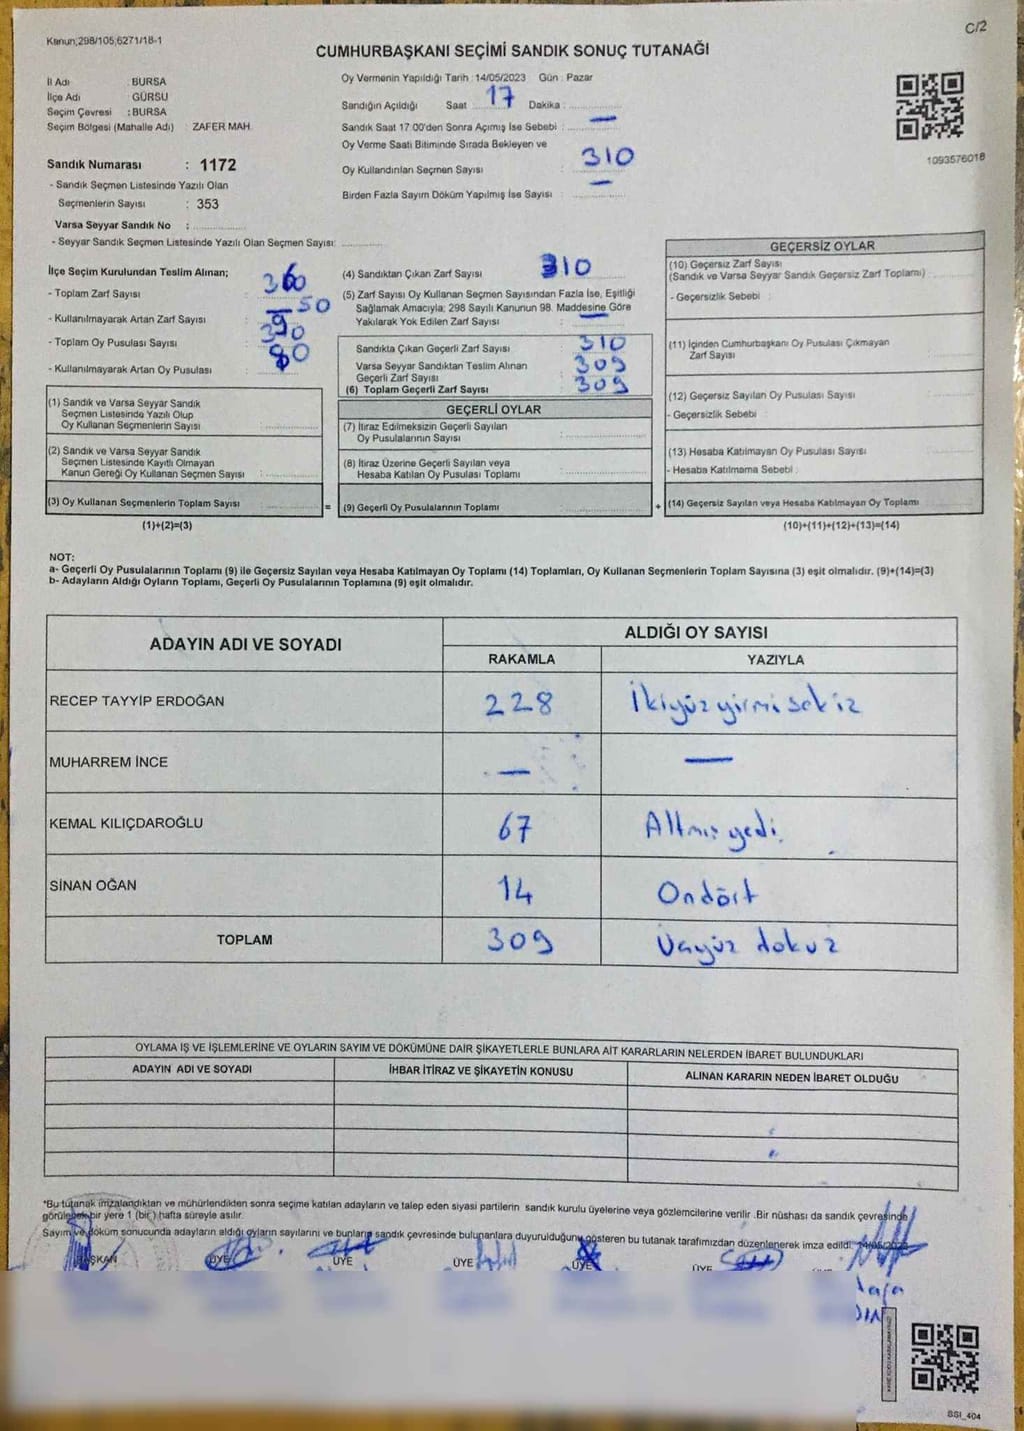 Kanun;298/105,6271/18-1
C/2
CUMHURBAŞKANI SEÇİMİ SANDIK SONUÇ TUTANAĞI
İl Adı : BURSA
İlçe Adı : GÜRSU
Seçim Çevresi : BURSA
Seçim Bölgesi (Mahalle Adı) : ZAFER MAH.
Sandık Numarası : 1172
- Sandık Seçmen Listesinde Yazılı Olan
Seçmenlerin Sayısı : 353
Varsa Seyyar Sandık No :
- Seyyar Sandık Seçmen Listesinde Yazılı Olan Seçmen Sayısı:
Oy Vermenin Yapıldığı Tarih : 14/05/2023 Gün : Pazar
Sandığın Açıldığı Saat 17 Dakika :
Sandık Saat 17.00'den Sonra Açımış İse Sebebi : —
Oy Verme Saati Bitiminde Sırada Bekleyen ve
Oy Kullandırılan Seçmen Sayısı : 310
Birden Fazla Sayım Döküm Yapılmış İse Sayısı : —
1093576018
İlçe Seçim Kurulundan Teslim Alınan;
- Toplam Zarf Sayısı : 360
- Kullanılmayarak Artan Zarf Sayısı : 50
- Toplam Oy Pusulası Sayısı : 390
- Kullanılmayarak Artan Oy Pusulası : 80
(4) Sandıktan Çıkan Zarf Sayısı : 310
(5) Zarf Sayısı Oy Kullanan Seçmen Sayısından Fazla İse, Eşitliği
Sağlamak Amacıyla; 298 Sayılı Kanunun 98. Maddesine Göre
Yakılarak Yok Edilen Zarf Sayısı : —
Sandıkta Çıkan Geçerli Zarf Sayısı : 310
Varsa Seyyar Sandıktan Teslim Alınan
Geçerli Zarf Sayısı : 309
(6) Toplam Geçerli Zarf Sayısı : 309
GEÇERSİZ OYLAR
(10) Geçersiz Zarf Sayısı
(Sandık ve Varsa Seyyar Sandık Geçersiz Zarf Toplamı) :
- Geçersizlik Sebebi :
(11) İçinden Cumhurbaşkanı Oy Pusulası Çıkmayan
Zarf Sayısı :
(12) Geçersiz Sayılan Oy Pusulası Sayısı :
- Geçersizlik Sebebi :
(13) Hesaba Katılmayan Oy Pusulası Sayısı :
- Hesaba Katılmama Sebebi :
(14) Geçersiz Sayılan veya Hesaba Katılmayan Oy Toplamı :
(10)+(11)+(12)+(13)=(14)
(1) Sandık ve Varsa Seyyar Sandık
Seçmen Listesinde Yazılı Olup
Oy Kullanan Seçmenlerin Sayısı :
(2) Sandık ve Varsa Seyyar Sandık
Seçmen Listesinde Kayıtlı Olmayan
Kanun Gereği Oy Kullanan Seçmen Sayısı :
(3) Oy Kullanan Seçmenlerin Toplam Sayısı : =
(1)+(2)=(3)
GEÇERLİ OYLAR
(7) İtiraz Edilmeksizin Geçerli Sayılan
Oy Pusulalarının Sayısı :
(8) İtiraz Üzerine Geçerli Sayılan veya
Hesaba Katılan Oy Pusulası Toplamı :
(9) Geçerli Oy Pusulalarının Toplamı : +
NOT:
a- Geçerli Oy Pusulalarının Toplamı (9) ile Geçersiz Sayılan veya Hesaba Katılmayan Oy Toplamı (14) Toplamları, Oy Kullanan Seçmenlerin Toplam Sayısına (3) eşit olmalıdır. (9)+(14)=(3)
b- Adayların Aldığı Oyların Toplamı, Geçerli Oy Pusulalarının Toplamına (9) eşit olmalıdır.
ADAYIN ADI VE SOYADI ALDIĞI OY SAYISI
RAKAMLA YAZIYLA
RECEP TAYYİP ERDOĞAN 228 İkiyüzyirmisekiz
MUHARREM İNCE — —
KEMAL KILIÇDAROĞLU 67 Altmışyedi
SİNAN OĞAN 14 Ondört
TOPLAM 309 Üçyüz dokuz
OYLAMA İŞ VE İŞLEMLERİNE VE OYLARIN SAYIM VE DÖKÜMÜNE DAİR ŞİKAYETLERLE BUNLARA AİT KARARLARIN NELERDEN İBARET BULUNDUKLARI
ADAYIN ADI VE SOYADI İHBAR İTİRAZ VE ŞİKAYETİN KONUSU ALINAN KARARIN NEDEN İBARET OLDUĞU
*Bu tutanak imzalandıktan ve mühürlendikten sonra seçime katılan adayların ve talep eden siyasi partilerin sandık kurulu üyelerine veya gözlemcilerine verilir .Bir nüshası da sandık çevresinde
görülebilecek bir yere 1 (bir ) hafta süreyle asılır.
Sayım ve döküm sonucunda adayların aldığı oyların sayılarını ve bunların sandık çevresinde bulunanlara duyurulduğunu gösteren bu tutanak tarafımızdan düzenlenerek imza edildi. 14/05/2023
BAŞKAN ÜYE ÜYE ÜYE ÜYE ÜYE
SSİ_404